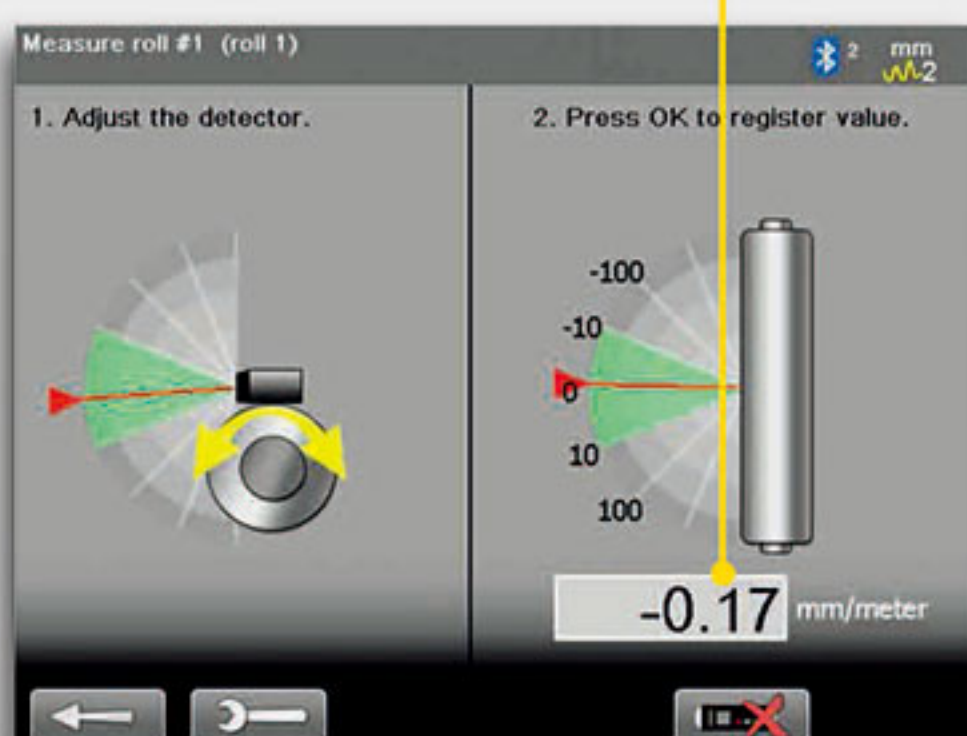 Measure roll #1 (roll 1)
2
mm
2
1. Adjust the detector.
2. Press OK to register value.
-100
-10
0
10
100
-0.17 mm/meter